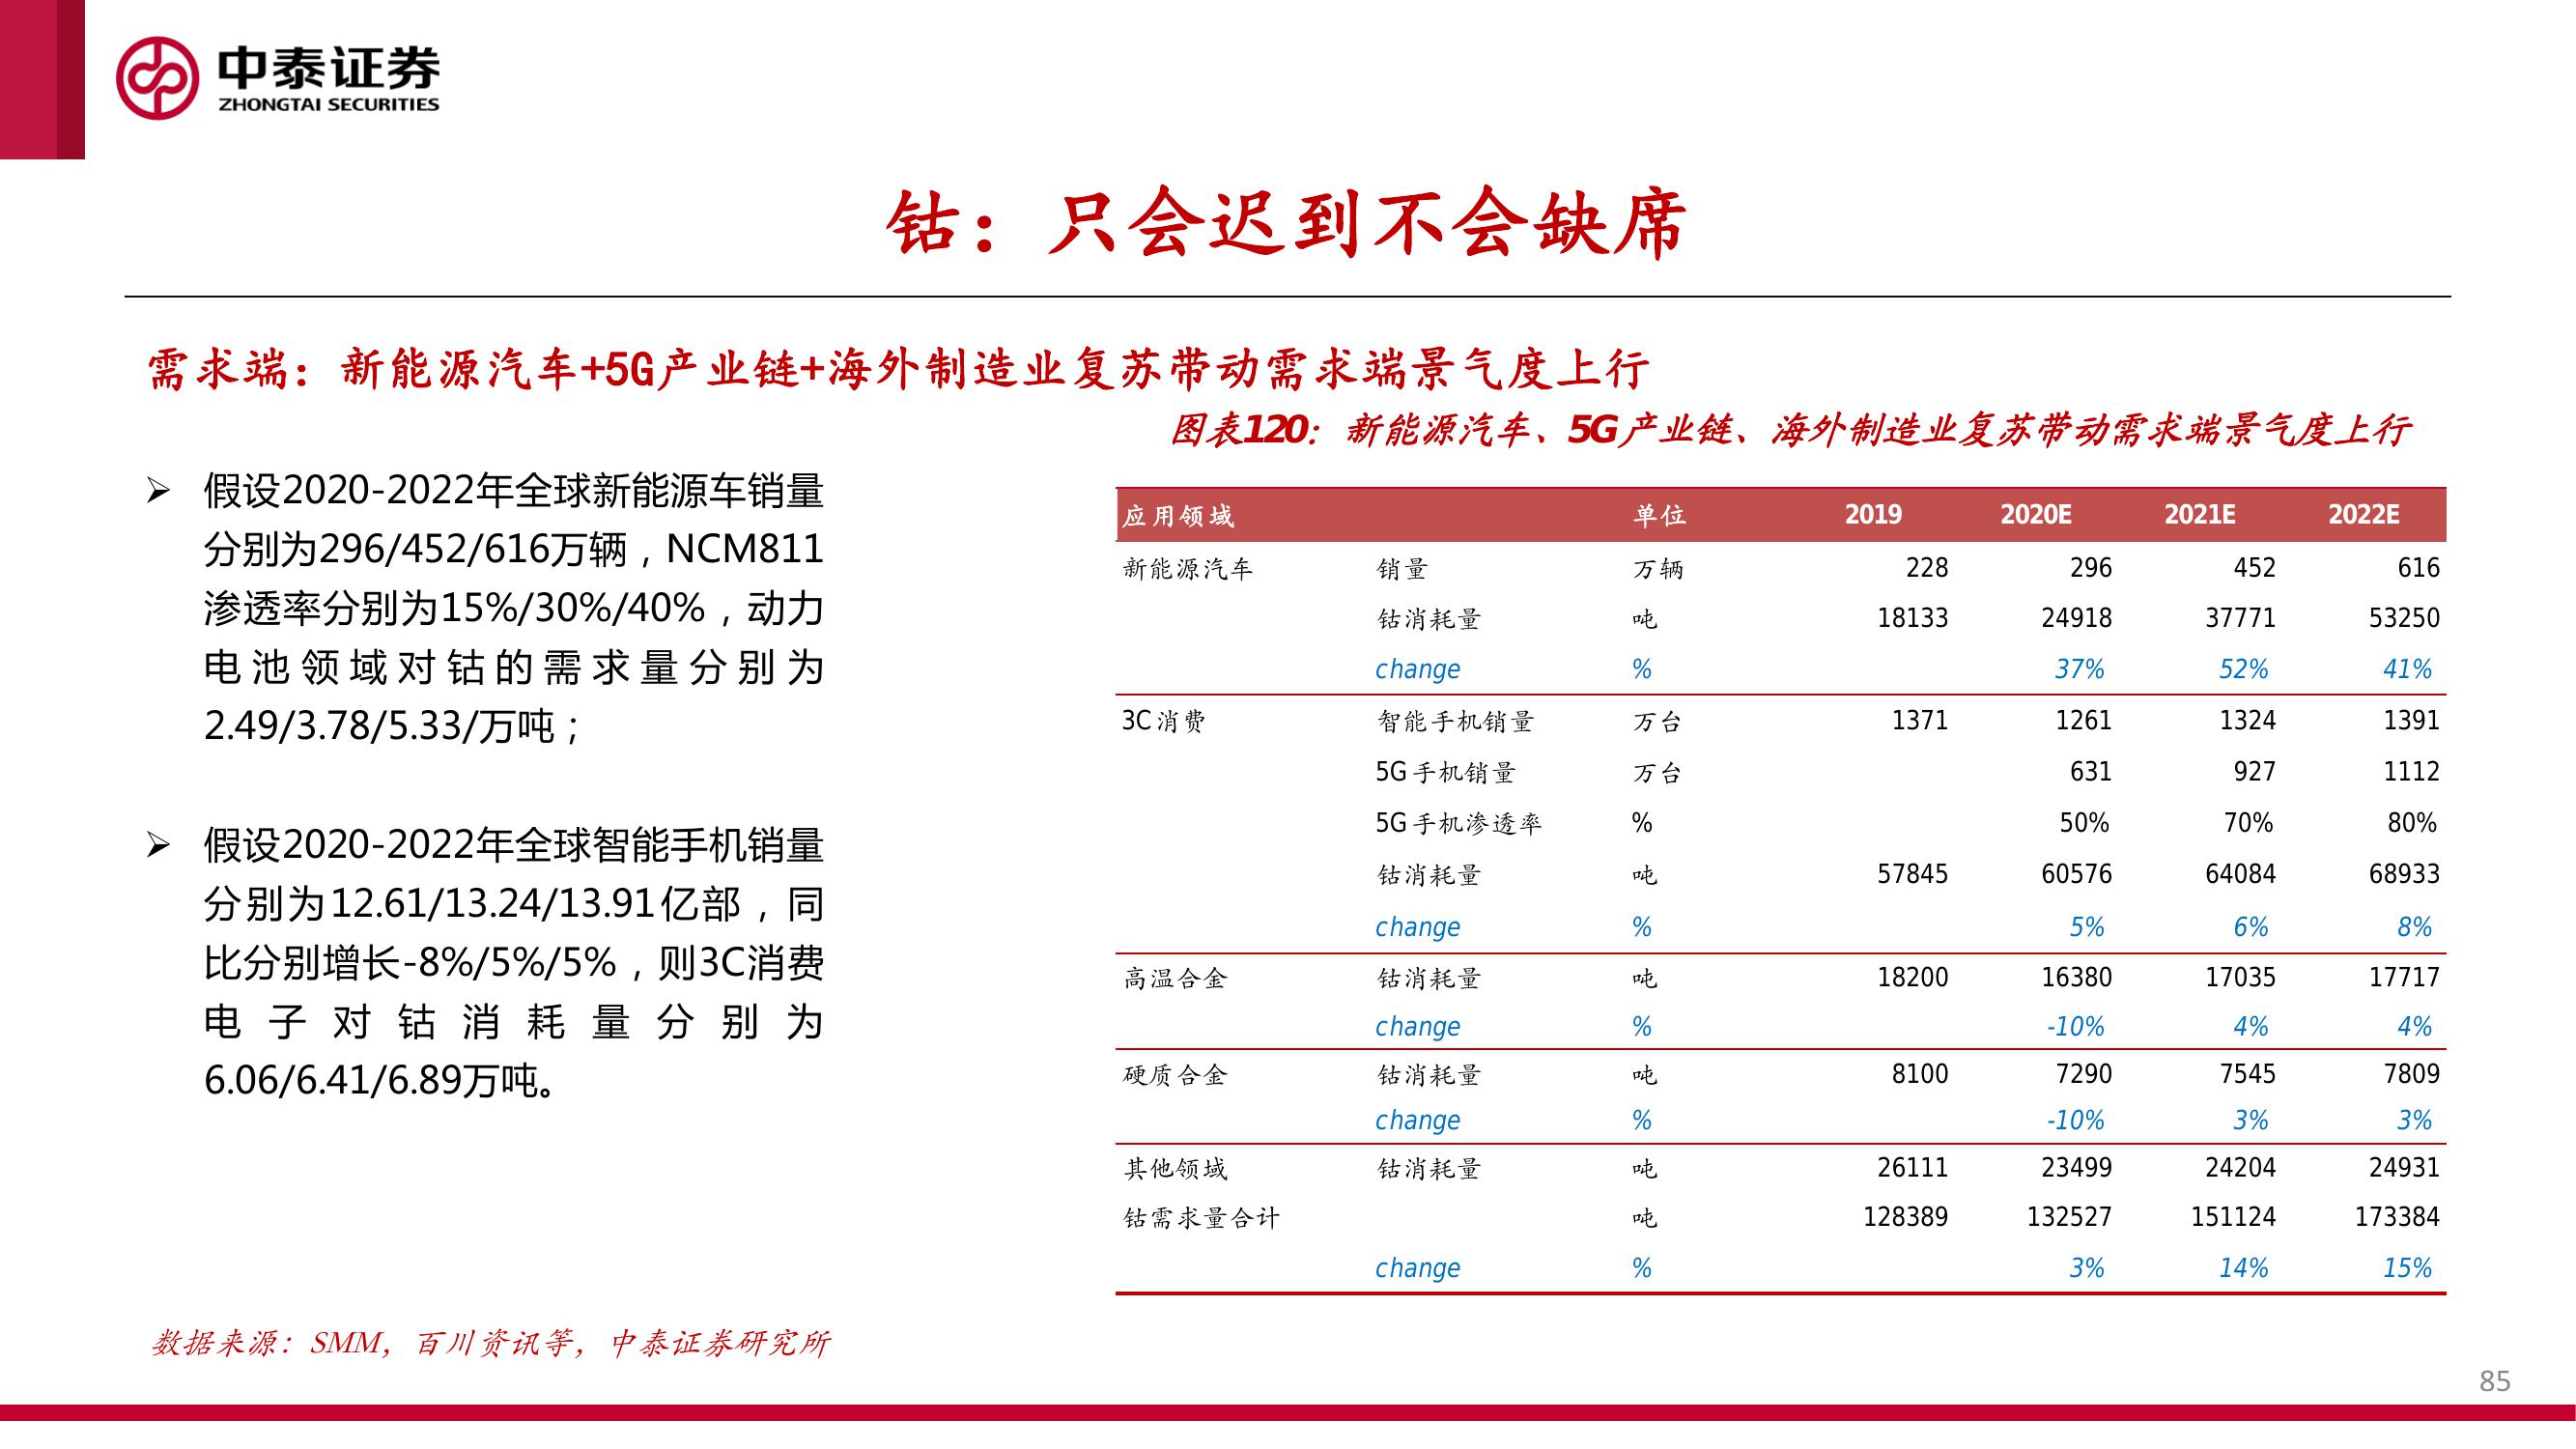 中泰证券
ZHONGTAI SECURITIES
钴：只会迟到不会缺席
需求端：新能源汽车+5G产业链+海外制造业复苏带动需求端景气度上行
图表120：新能源汽车、5G产业链、海外制造业复苏带动需求端景气度上行
➢ 假设2020-2022年全球新能源车销量
分别为296/452/616万辆，NCM811
渗透率分别为15%/30%/40%，动力
电池领域对钴的需求量分别为
2.49/3.78/5.33/万吨；
➢ 假设2020-2022年全球智能手机销量
分别为12.61/13.24/13.91亿部，同
比分别增长-8%/5%/5%，则3C消费
电子对钴消耗量分别为
6.06/6.41/6.89万吨。
应用领域 单位 2019 2020E 2021E 2022E
新能源汽车 销量 万辆 228 296 452 616
钴消耗量 吨 18133 24918 37771 53250
change % 37% 52% 41%
3C消费 智能手机销量 万台 1371 1261 1324 1391
5G手机销量 万台 631 927 1112
5G手机渗透率 % 50% 70% 80%
钴消耗量 吨 57845 60576 64084 68933
change % 5% 6% 8%
高温合金 钴消耗量 吨 18200 16380 17035 17717
change % -10% 4% 4%
硬质合金 钴消耗量 吨 8100 7290 7545 7809
change % -10% 3% 3%
其他领域 钴消耗量 吨 26111 23499 24204 24931
钴需求量合计 吨 128389 132527 151124 173384
change % 3% 14% 15%
数据来源：SMM，百川资讯等，中泰证券研究所
85